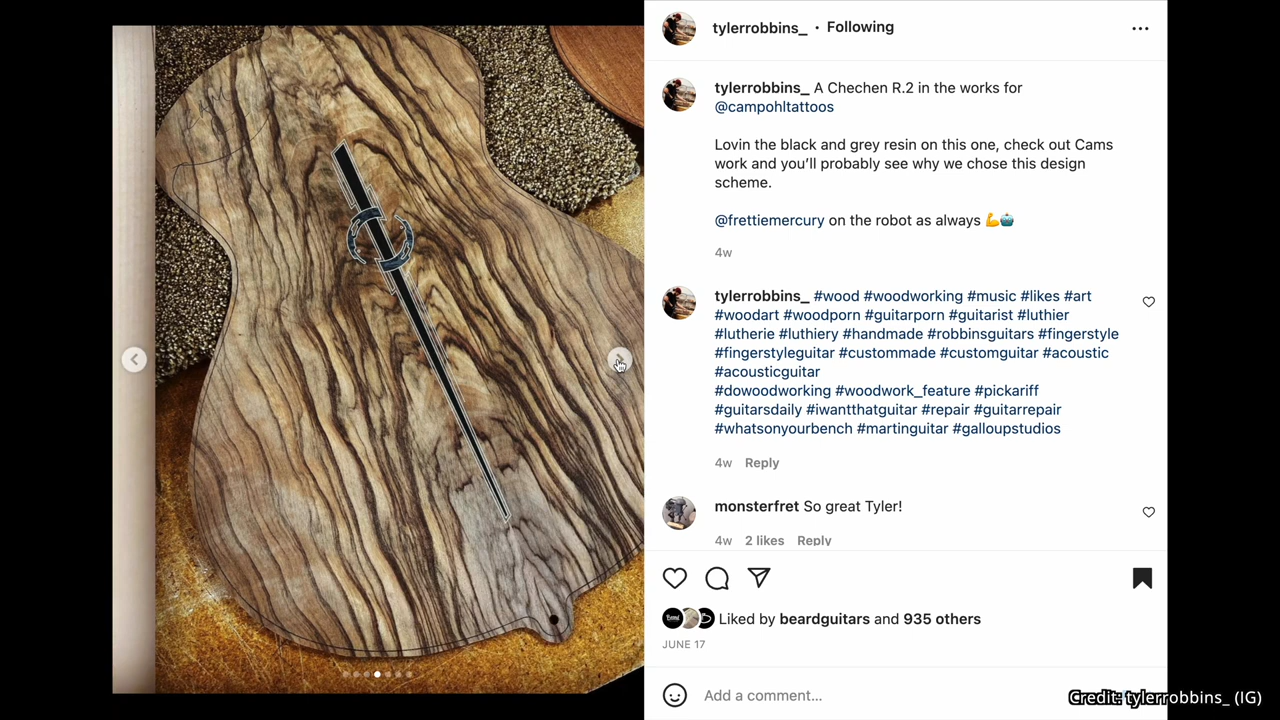 tylerrobbins_ • Following
tylerrobbins_ A Chechen R.2 in the works for
@campohltattoos
Lovin the black and grey resin on this one, check out Cams
work and you’ll probably see why we chose this design
scheme.
@frettiemercury on the robot as always 💪🤖
4w
tylerrobbins_ #wood #woodworking #music #likes #art
#woodart #woodporn #guitarporn #guitarist #luthier
#lutherie #luthiery #handmade #robbinsguitars #fingerstyle
#fingerstyleguitar #custommade #customguitar #acoustic
#acousticguitar
#dowoodworking #woodwork_feature #pickariff
#guitarsdaily #iwantthatguitar #repair #guitarrepair
#whatsonyourbench #martinguitar #galloupstudios
4w Reply
monsterfret So great Tyler!
4w 2 likes Reply
Liked by beardguitars and 935 others
JUNE 17
Add a comment...
Credit: tylerrobbins_ (IG)